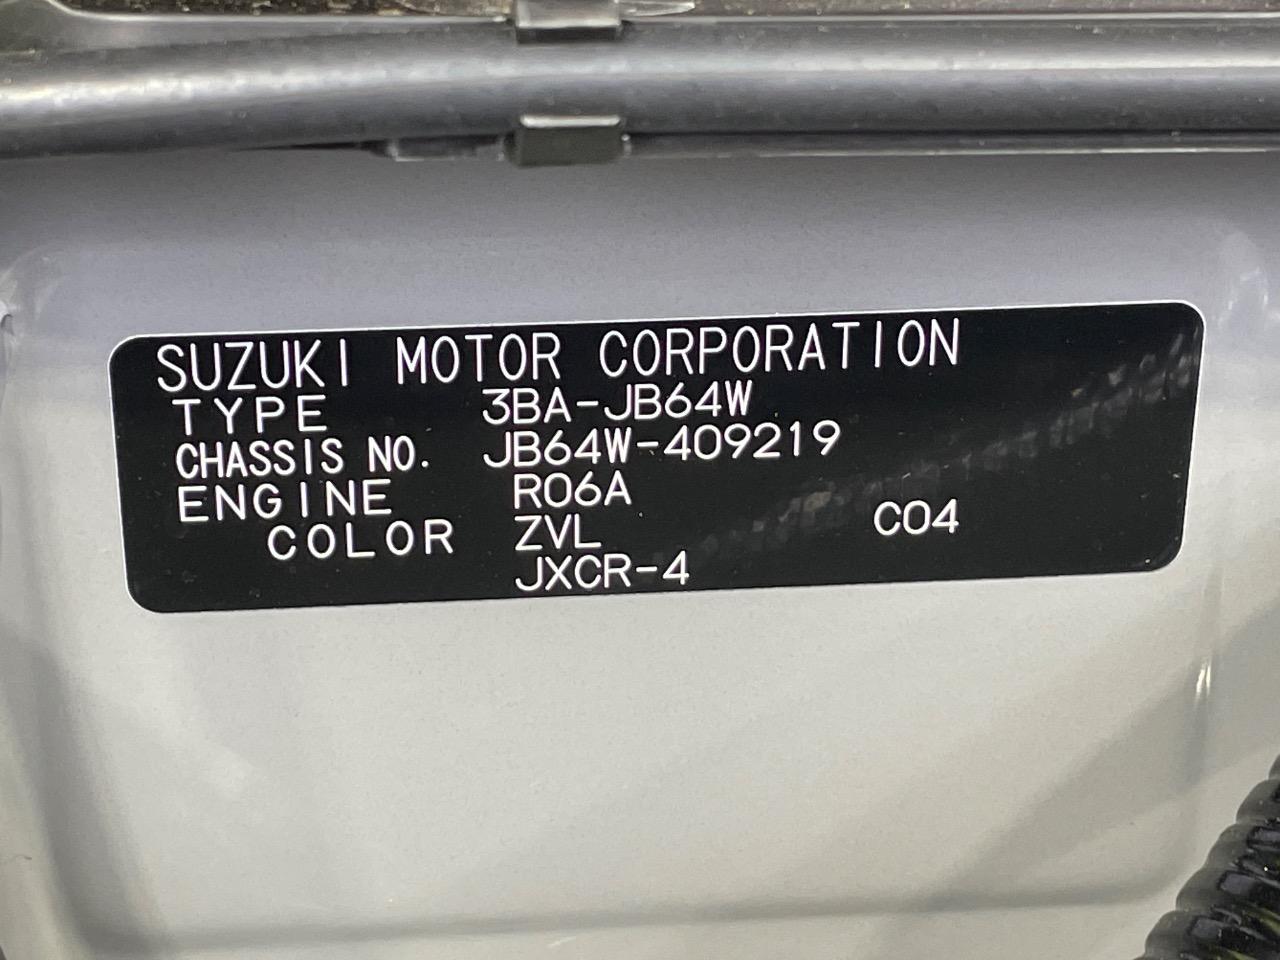 SUZUKI MOTOR CORPORATION
TYPE 3BA-JB64W
CHASSIS NO. JB64W-409219
ENGINE R06A
COLOR ZVL C04
JXCR-4